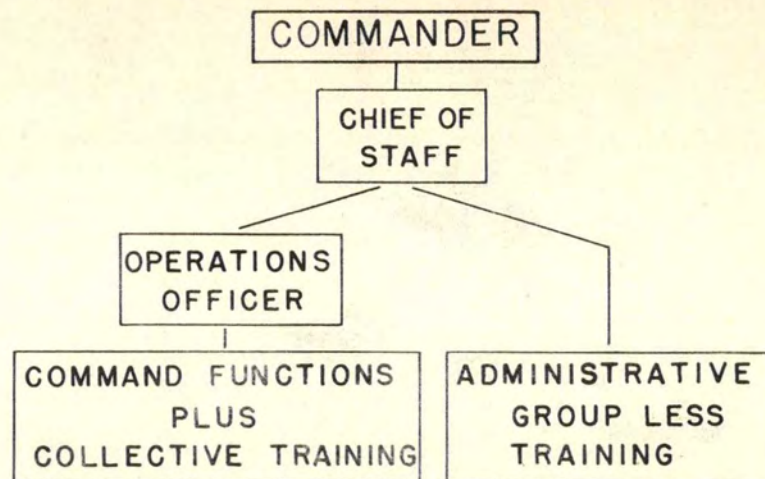 COMMANDER
CHIEF OF
STAFF
OPERATIONS
OFFICER
COMMAND FUNCTIONS
PLUS
COLLECTIVE TRAINING
ADMINISTRATIVE
GROUP LESS
TRAINING